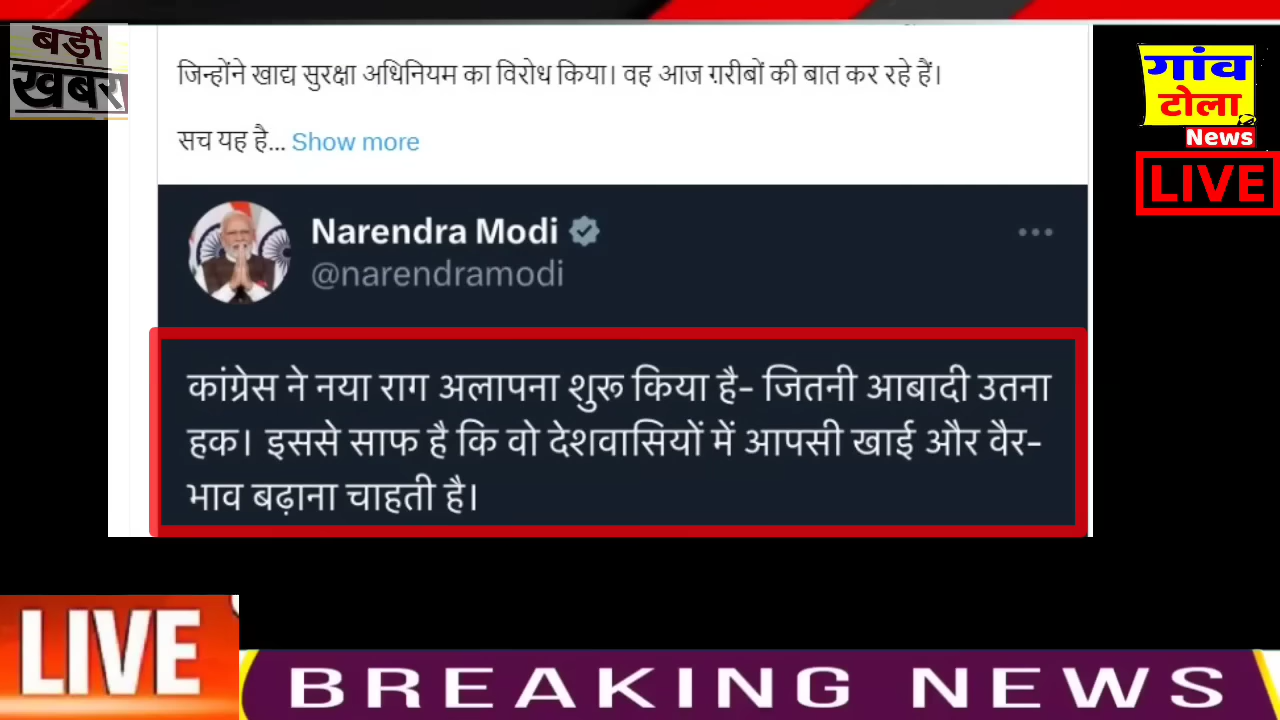 बड़ी
खबर
जिन्होंने खाद्य सुरक्षा अधिनियम का विरोध किया। वह आज ग़रीबों की बात कर रहे हैं।
सच यह है... Show more
गांव
टोला
News
LIVE
Narendra Modi
@narendramodi
कांग्रेस ने नया राग अलापना शुरू किया है- जितनी आबादी उतना
हक। इससे साफ है कि वो देशवासियों में आपसी खाई और वैर-
भाव बढ़ाना चाहती है।
LIVE
BREAKING NEWS